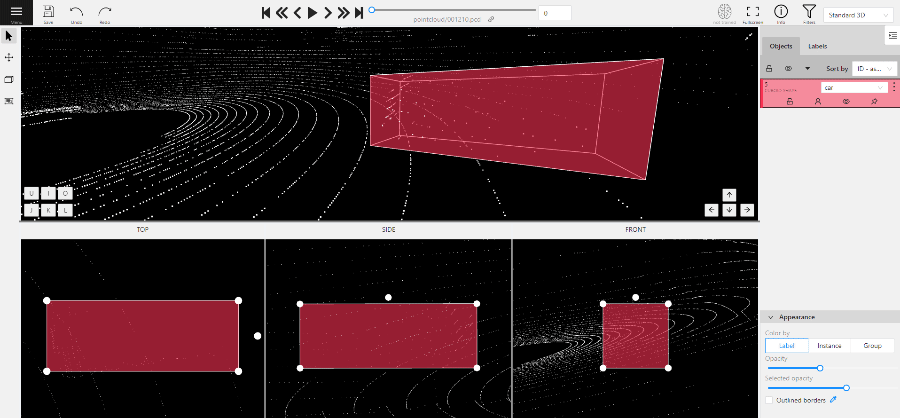 Menu
Save
Undo
Redo
pointcloud/001210.pcd
0
Fullscreen
Info
Filters
Standard 3D
Objects
Labels
Sort by
ID - as...
car
U I O
J K L
TOP
SIDE
FRONT
Appearance
Color by
Label
Instance
Group
Opacity
Selected opacity
Outlined borders